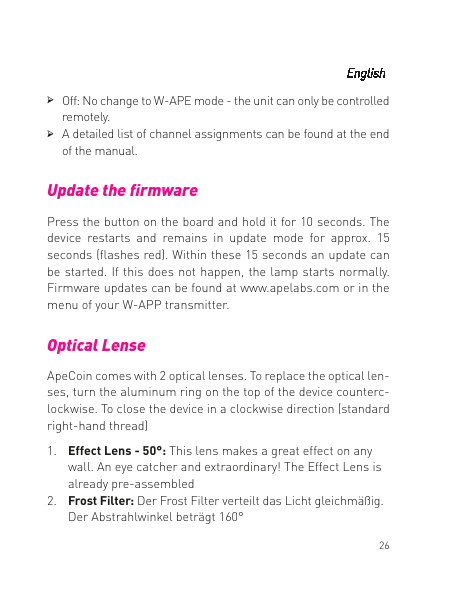 English
➤ Off: No change to W-APE mode - the unit can only be controlled
remotely.
➤ A detailed list of channel assignments can be found at the end
of the manual.
Update the firmware
Press the button on the board and hold it for 10 seconds. The
device restarts and remains in update mode for approx. 15
seconds (flashes red). Within these 15 seconds an update can
be started. If this does not happen, the lamp starts normally.
Firmware updates can be found at www.apelabs.com or in the
menu of your W-APP transmitter.
Optical Lense
ApeCoin comes with 2 optical lenses. To replace the optical len-
ses, turn the aluminum ring on the top of the device counterc-
lockwise. To close the device in a clockwise direction (standard
right-hand thread)
1. Effect Lens - 50°: This lens makes a great effect on any
wall. An eye catcher and extraordinary! The Effect Lens is
already pre-assembled
2. Frost Filter: Der Frost Filter verteilt das Licht gleichmäßig.
Der Abstrahlwinkel beträgt 160°
26